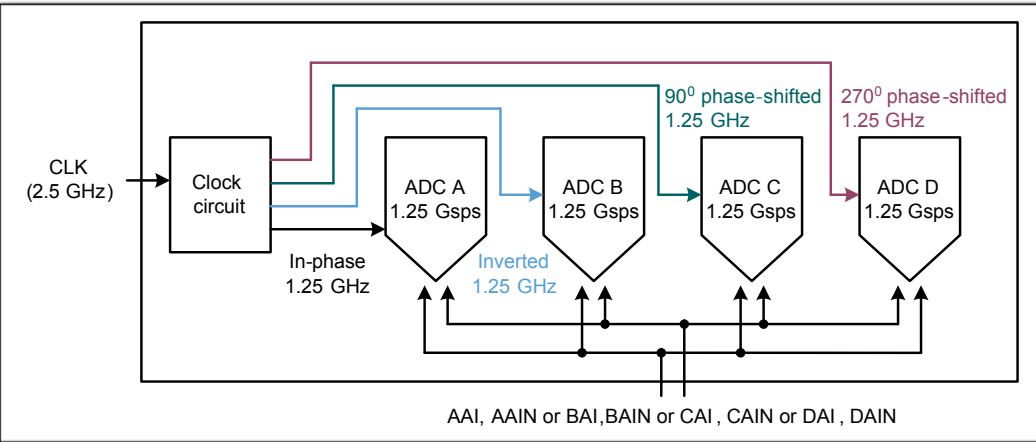 90⁰ phase-shifted
1.25 GHz
270⁰ phase-shifted
1.25 GHz
CLK
(2.5 GHz)
Clock
circuit
ADC A
1.25 Gsps
ADC B
1.25 Gsps
ADC C
1.25 Gsps
ADC D
1.25 Gsps
In-phase
1.25 GHz
Inverted
1.25 GHz
AAI, AAIN or BAI,BAIN or CAI , CAIN or DAI , DAIN